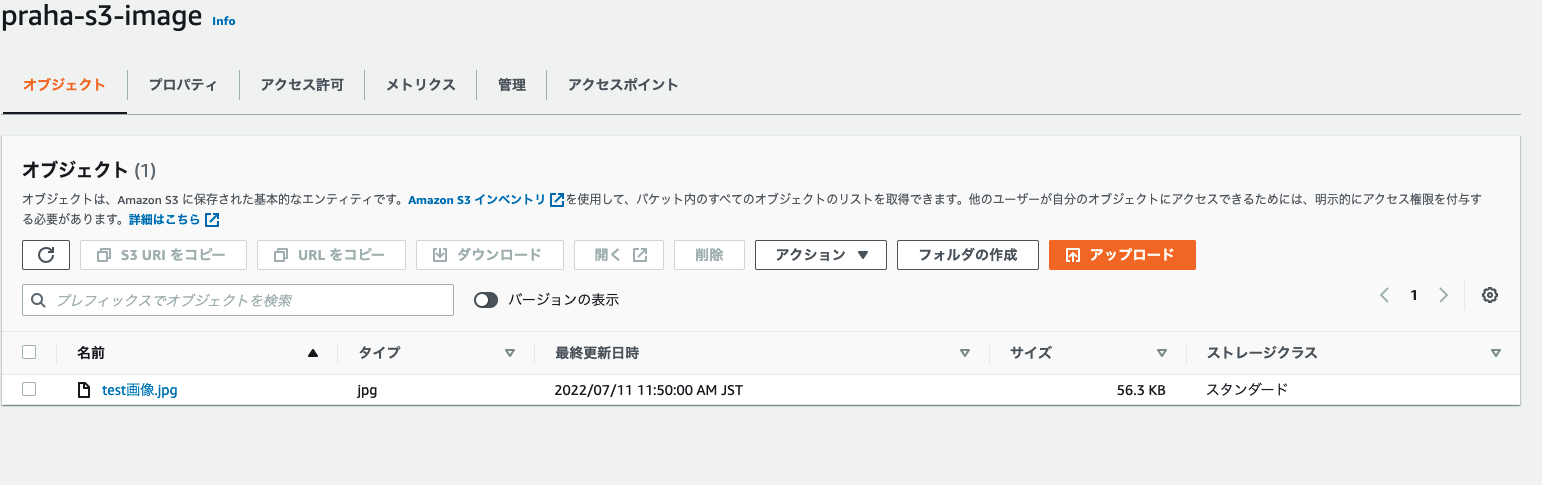 praha-s3-image Info
オブジェクト プロパティ アクセス許可 メトリクス 管理 アクセスポイント
オブジェクト (1)
オブジェクトは、Amazon S3 に保存された基本的なエンティティです。Amazon S3 インベントリ を使用して、バケット内のすべてのオブジェクトのリストを取得できます。他のユーザーが自分のオブジェクトにアクセスできるためには、明示的にアクセス権限を付与す
る必要があります。詳細はこちら
S3 URI をコピー URL をコピー ダウンロード 開く 削除 アクション フォルダの作成 アップロード
プレフィックスでオブジェクトを検索 バージョンの表示 1
名前 タイプ 最終更新日時 サイズ ストレージクラス
test画像.jpg jpg 2022/07/11 11:50:00 AM JST 56.3 KB スタンダード